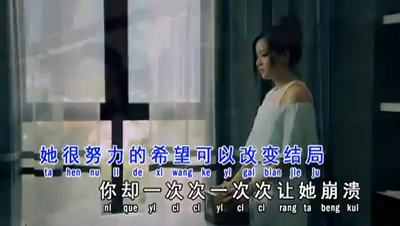 她很努力的希望可以改变结局
ta hen nu li de xi wang ke yi gai bian jie ju
你却一次次一次次让她崩溃
ni que yi ci ci yi ci ci rang ta beng kui